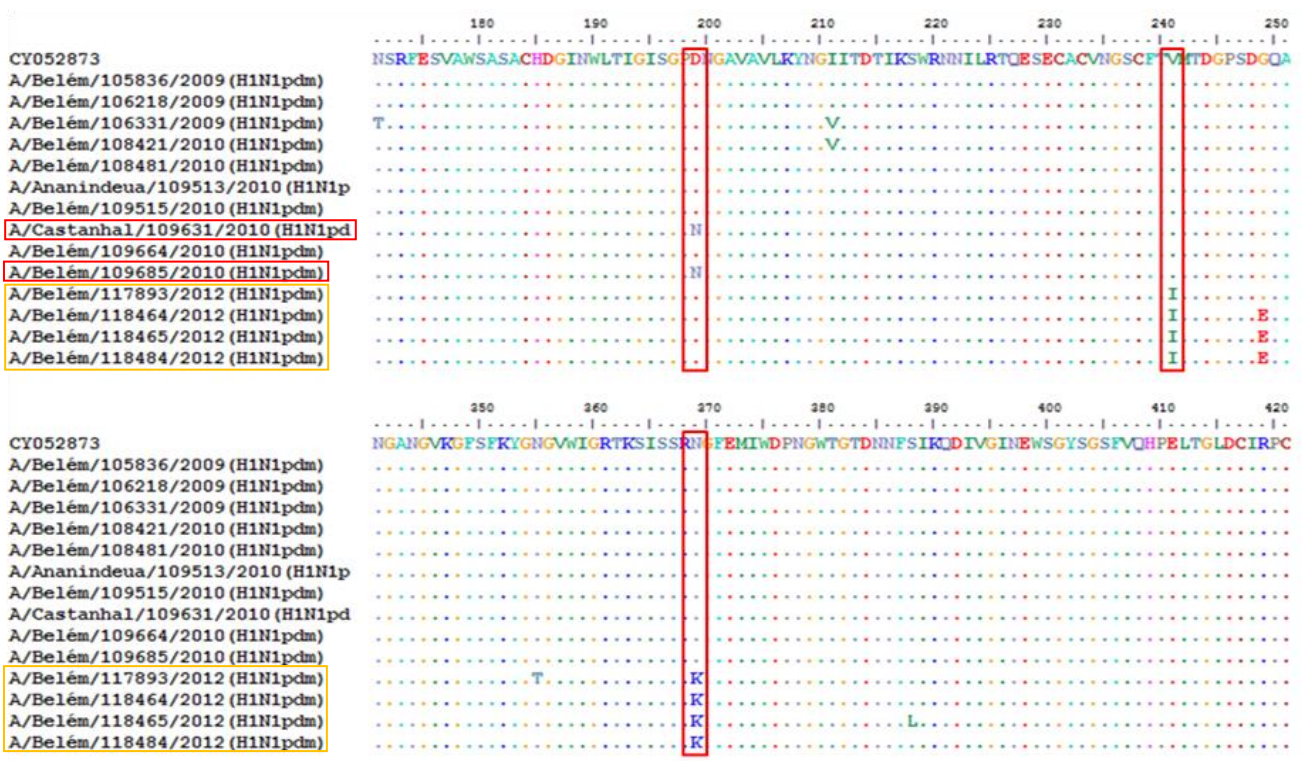 180 190 200 210 220 230 240 250
CY052873 NSRFESVAWSASACHDGINWLTIGISGPDNGAVAVLKYNGIITDTIKSWRNNILRTQESECACVNGSCFTVMTDGPSDGQA
A/Belém/105836/2009(H1N1pdm) .................................................................................
A/Belém/106218/2009(H1N1pdm) .................................................................................
A/Belém/106331/2009(H1N1pdm) T.......................................V........................................
A/Belém/108421/2010(H1N1pdm) ........................................V........................................
A/Belém/108481/2010(H1N1pdm) .................................................................................
A/Ananindeua/109513/2010(H1N1p .................................................................................
A/Belém/109515/2010(H1N1pdm) .................................................................................
A/Castanhal/109631/2010(H1N1pd ............................N....................................................
A/Belém/109664/2010(H1N1pdm) .................................................................................
A/Belém/109685/2010(H1N1pdm) ............................N....................................................
A/Belém/117893/2012(H1N1pdm) ......................................................................I..........
A/Belém/118464/2012(H1N1pdm) ......................................................................I.......E..
A/Belém/118465/2012(H1N1pdm) ......................................................................I.......E..
A/Belém/118484/2012(H1N1pdm) ......................................................................I.......E..
350 360 370 380 390 400 410 420
CY052873 NGANGVKGFSFKYGNGVWIGRTKSISSRNGFEMIWDPNGWTGTDNNFSIKQDIVGINEWSGYSGSFVQHPELTGLDCIRPC
A/Belém/105836/2009(H1N1pdm) .................................................................................
A/Belém/106218/2009(H1N1pdm) .................................................................................
A/Belém/106331/2009(H1N1pdm) .................................................................................
A/Belém/108421/2010(H1N1pdm) .................................................................................
A/Belém/108481/2010(H1N1pdm) .................................................................................
A/Ananindeua/109513/2010(H1N1p .................................................................................
A/Belém/109515/2010(H1N1pdm) .................................................................................
A/Castanhal/109631/2010(H1N1pd .................................................................................
A/Belém/109664/2010(H1N1pdm) .................................................................................
A/Belém/109685/2010(H1N1pdm) .................................................................................
A/Belém/117893/2012(H1N1pdm) ..............T.............K....................................................
A/Belém/118464/2012(H1N1pdm) ............................K....................................................
A/Belém/118465/2012(H1N1pdm) ............................K..................L.................................
A/Belém/118484/2012(H1N1pdm) ............................K....................................................